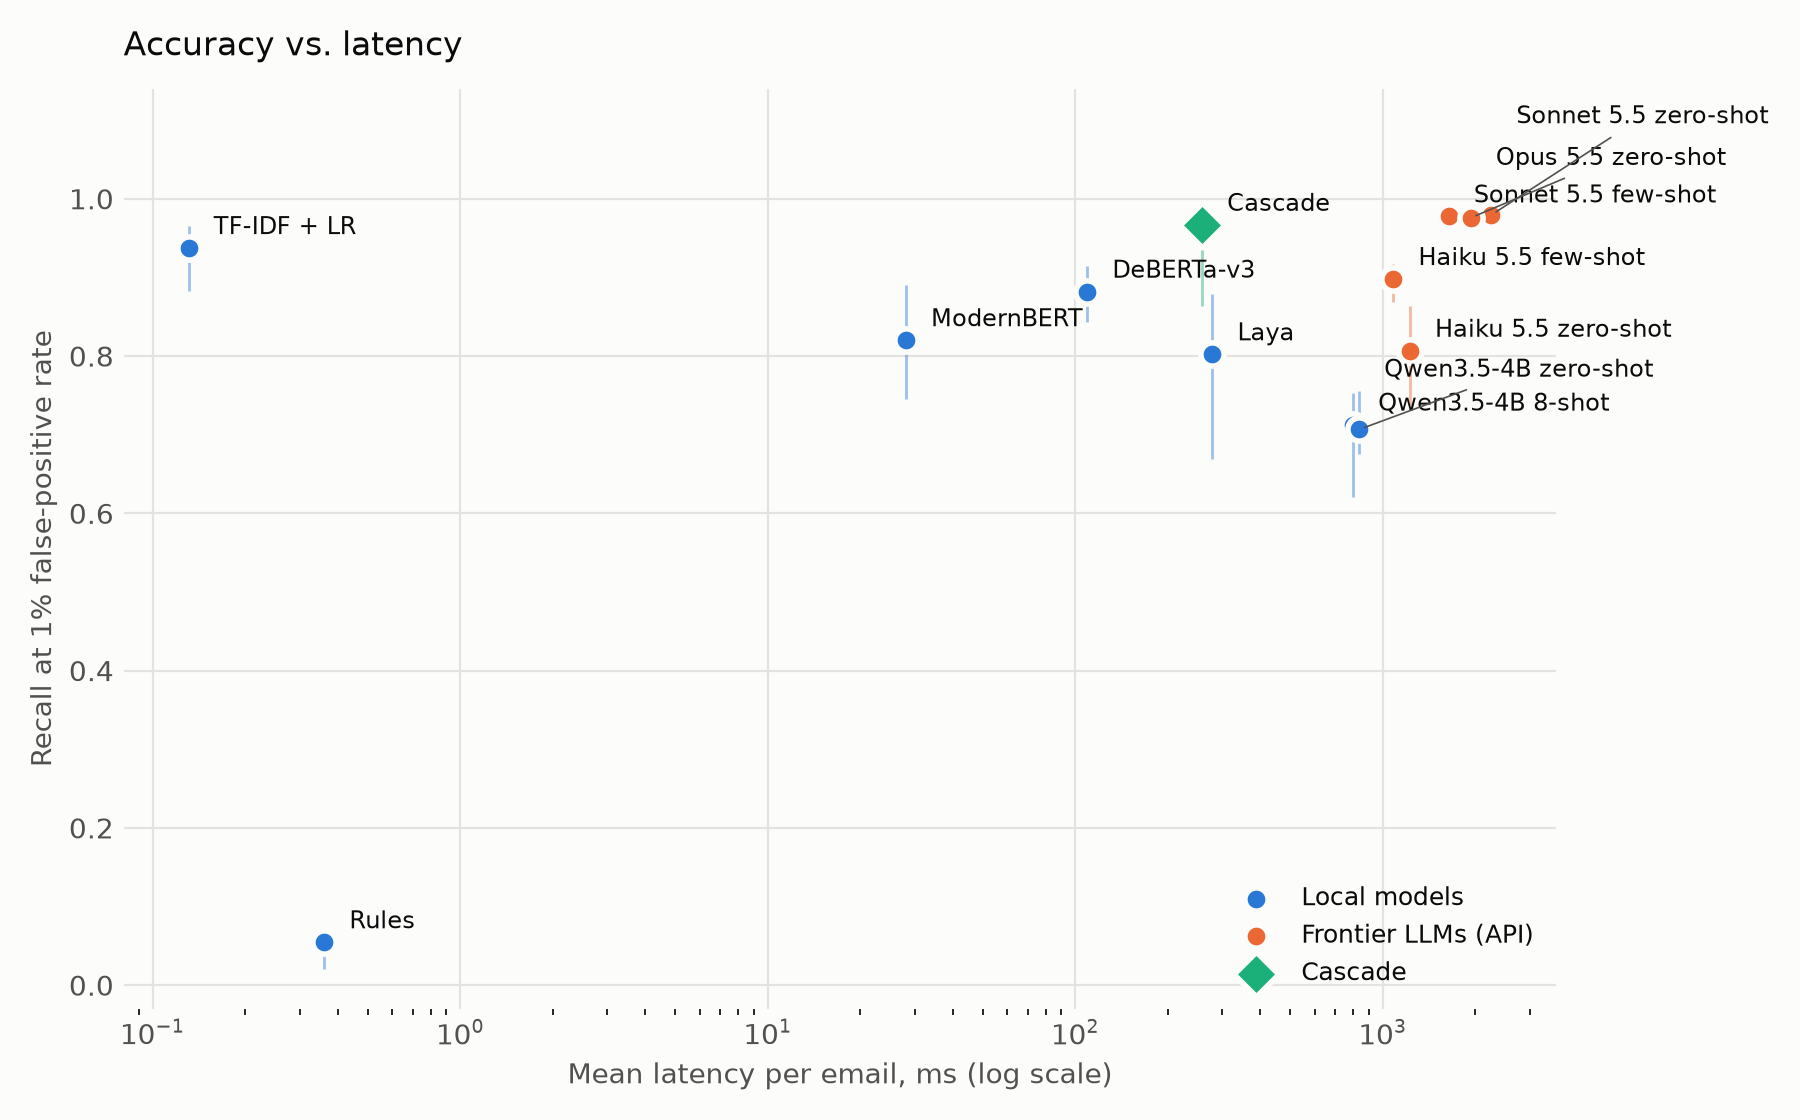 Accuracy vs. latency
Sonnet 5.5 zero-shot
Opus 5.5 zero-shot
Sonnet 5.5 few-shot
Cascade
TF-IDF + LR
Haiku 5.5 few-shot
DeBERTa-v3
ModernBERT
Laya
Haiku 5.5 zero-shot
Qwen3.5-4B zero-shot
Qwen3.5-4B 8-shot
Rules
Recall at 1% false-positive rate
1.0
0.8
0.6
0.4
0.2
0.0
Local models
Frontier LLMs (API)
Cascade
10⁻¹ 10⁰ 10¹ 10² 10³
Mean latency per email, ms (log scale)